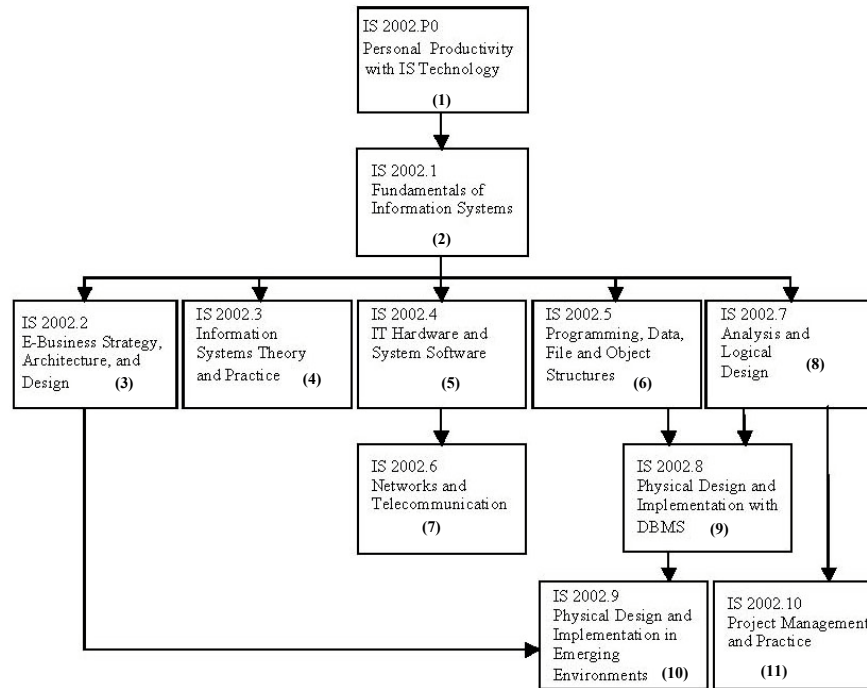 IS 2002.P0
Personal Productivity
with IS Technology
(1)
IS 2002.1
Fundamentals of
Information Systems
(2)
IS 2002.2
E-Business Strategy,
Architecture, and
Design (3)
IS 2002.3
Information
Systems Theory
and Practice (4)
IS 2002.4
IT Hardware and
System Software
(5)
IS 2002.5
Programming, Data,
File and Object
Structures (6)
IS 2002.7
Analysis and
Logical
Design (8)
IS 2002.6
Networks and
Telecommunication
(7)
IS 2002.8
Physical Design and
Implementation with
DBMS (9)
IS 2002.9
Physical Design and
Implementation in
Emerging
Environments (10)
IS 2002.10
Project Management
and Practice
(11)